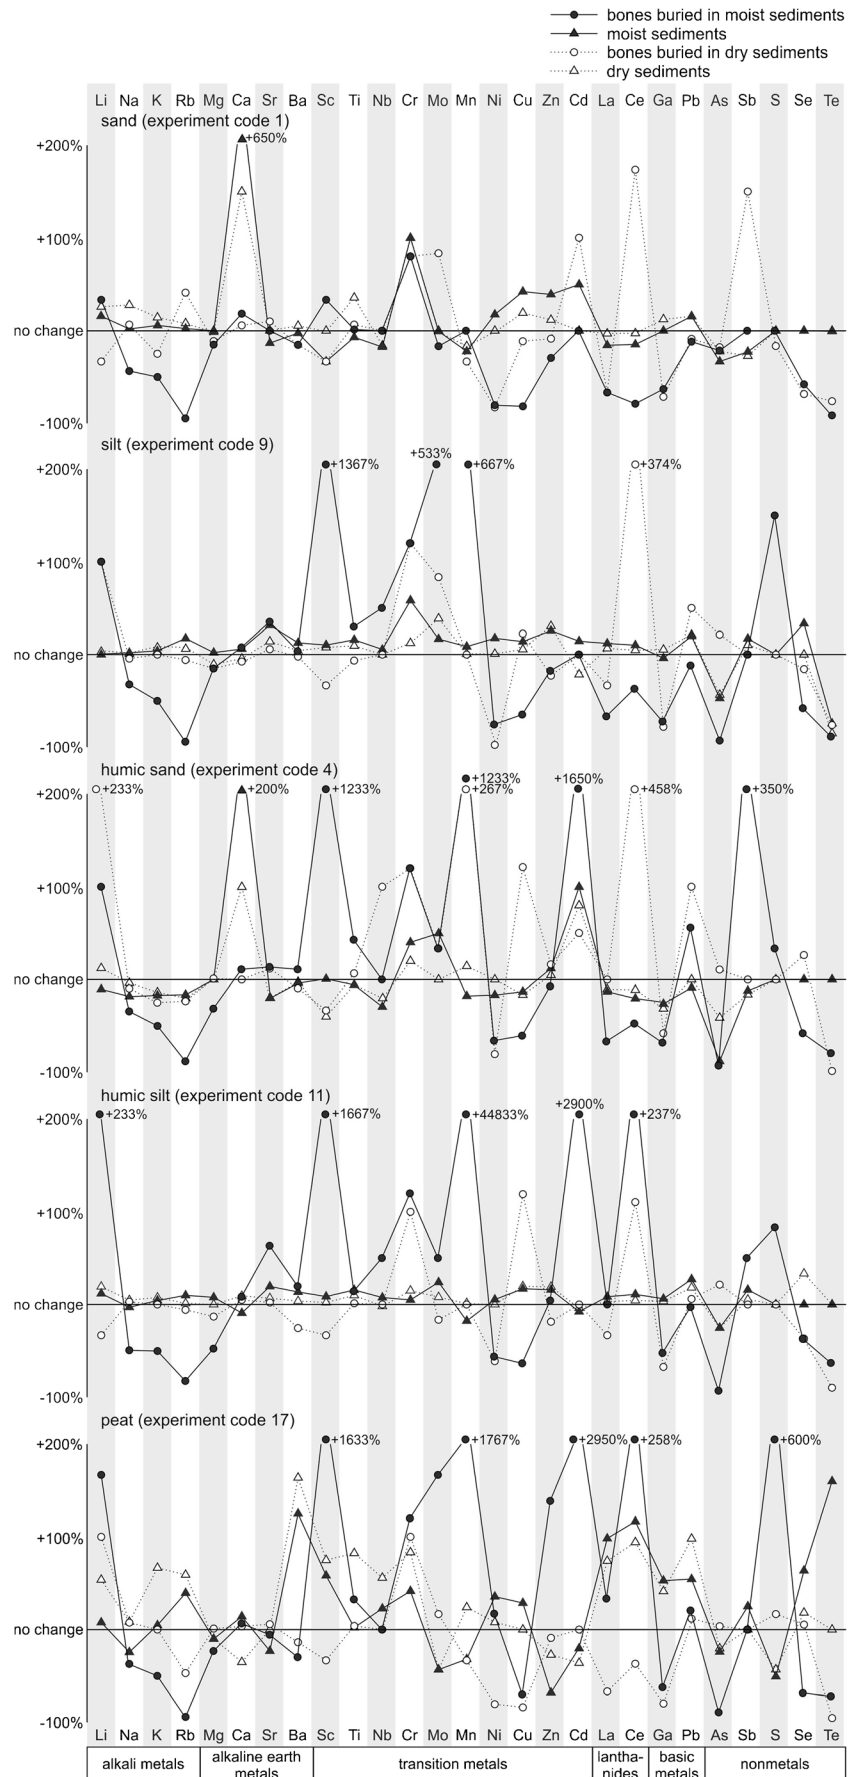 bones buried in moist sediments
moist sediments
bones buried in dry sediments
dry sediments
Li Na K Rb Mg Ca Sr Ba Sc Ti Nb Cr Mo Mn Ni Cu Zn Cd La Ce Ga Pb As Sb S Se Te
sand (experiment code 1)
+650%
+200%
+100%
no change
-100%
silt (experiment code 9)
+533%
+200%
+1367%
+667%
+374%
+100%
no change
-100%
humic sand (experiment code 4)
+1233%
+1650%
+200%
+233%
+200%
+1233%
+267%
+458%
+350%
+100%
no change
-100%
humic silt (experiment code 11)
+2900%
+200%
+233%
+1667%
+44833%
+237%
+100%
no change
-100%
peat (experiment code 17)
+200%
+1633%
+1767%
+2950%
+258%
+600%
+100%
no change
-100%
Li Na K Rb Mg Ca Sr Ba Sc Ti Nb Cr Mo Mn Ni Cu Zn Cd La Ce Ga Pb As Sb S Se Te
alkali metals
alkaline earth
metals
transition metals
lantha-
nides
basic
metals
nonmetals